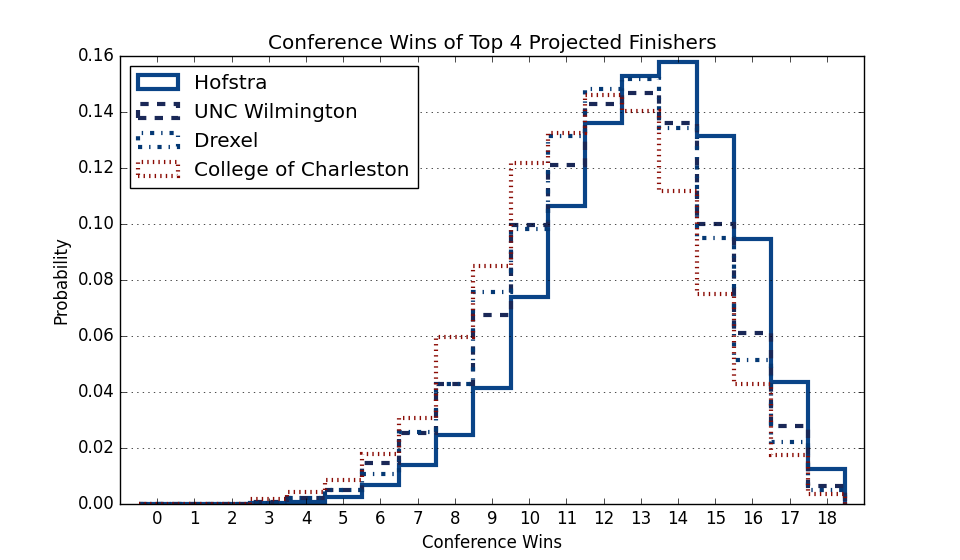 Conference Wins of Top 4 Projected Finishers
Hofstra
UNC Wilmington
Drexel
College of Charleston
0.16
0.14
0.12
0.10
0.08
0.06
0.04
0.02
0.00
Probability
0 1 2 3 4 5 6 7 8 9 10 11 12 13 14 15 16 17 18
Conference Wins